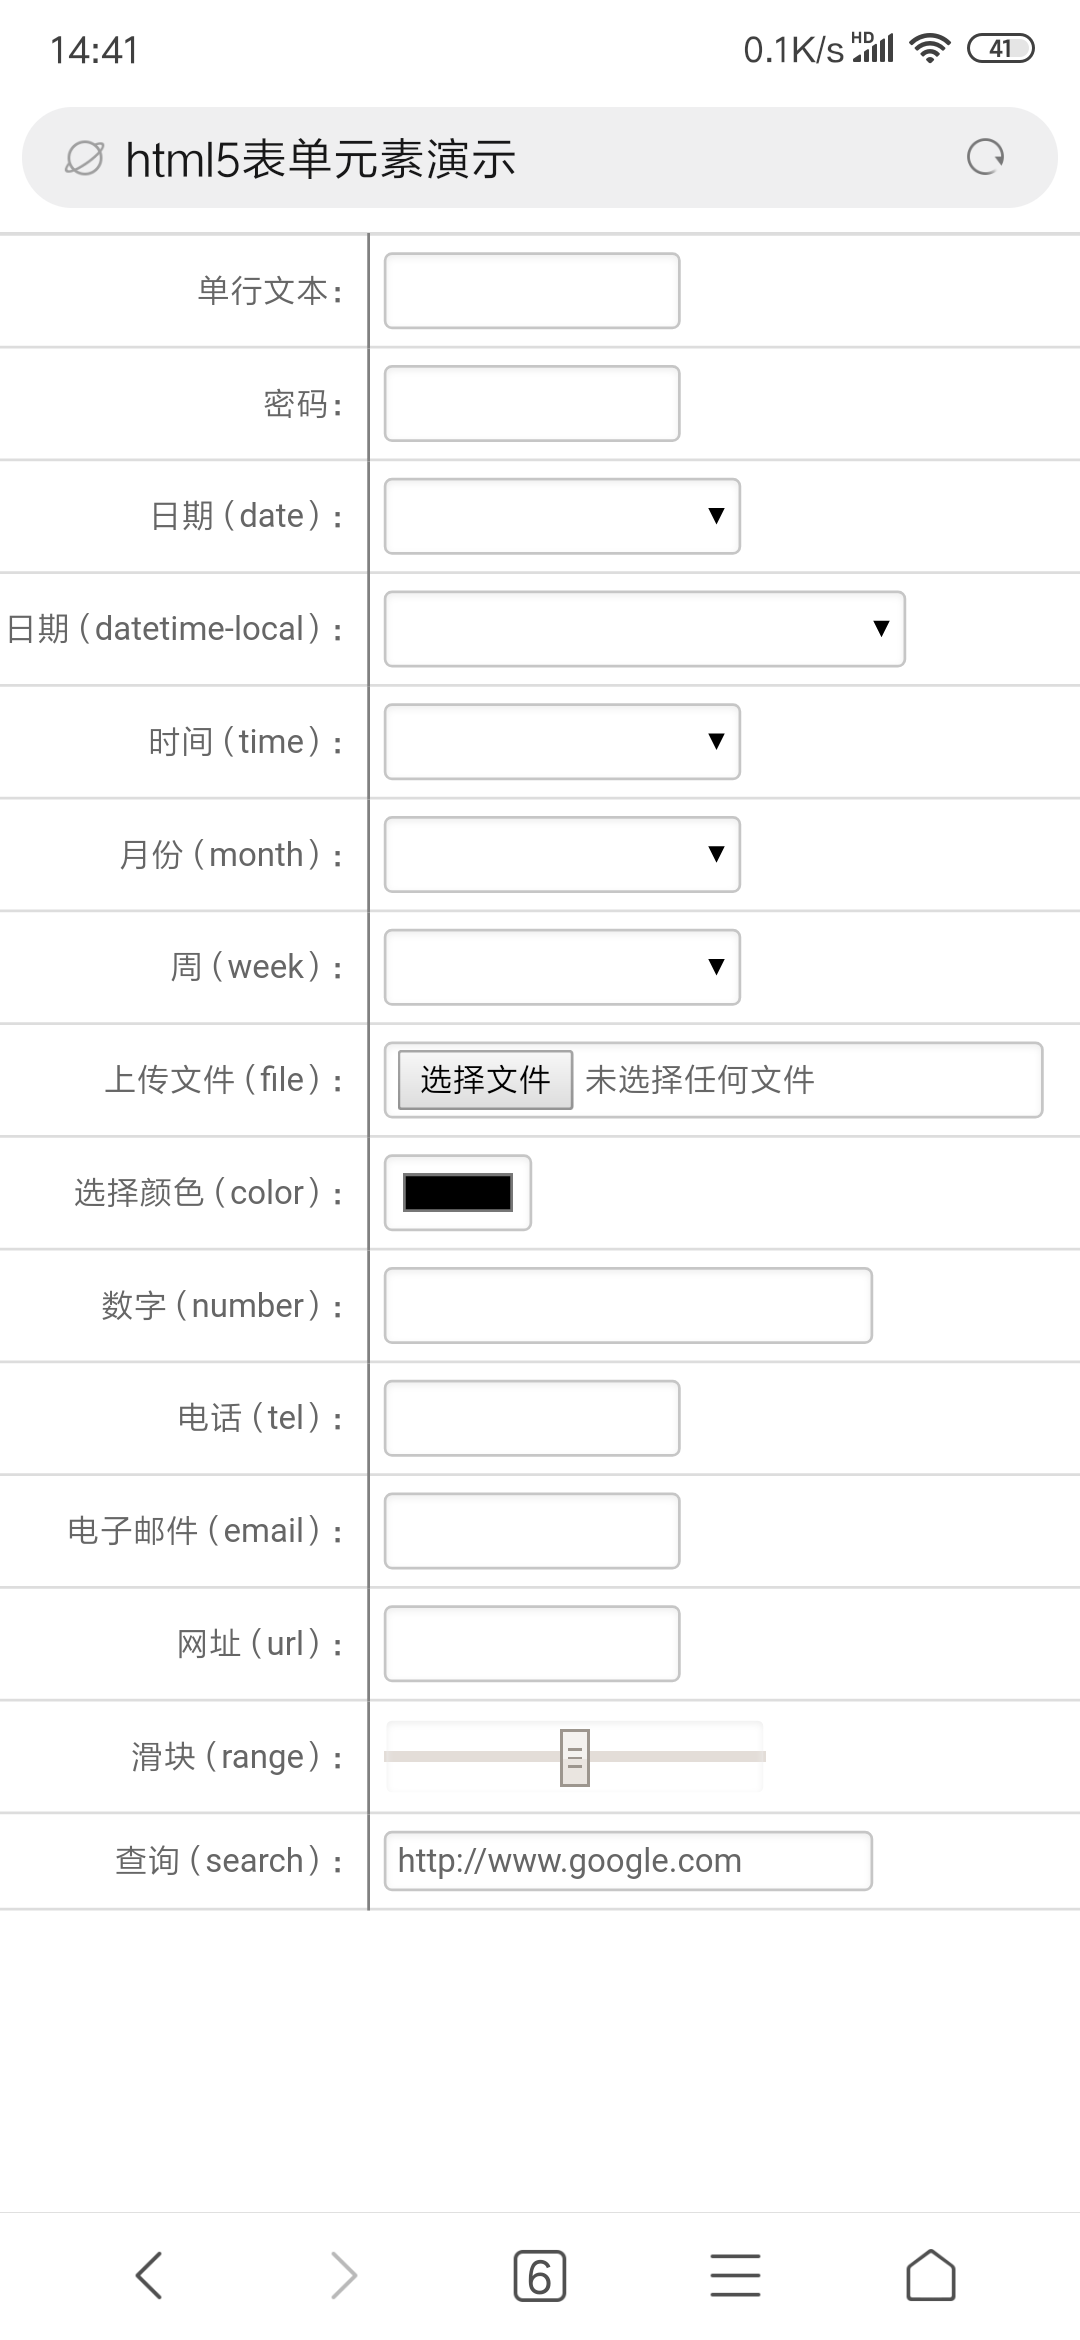 14:41
0.1K/s HD 41
html5表单元素演示
单行文本：
密码：
日期（date）：
日期（datetime-local）：
时间（time）：
月份（month）：
周（week）：
上传文件（file）： 选择文件 未选择任何文件
选择颜色（color）：
数字（number）：
电话（tel）：
电子邮件（email）：
网址（url）：
滑块（range）：
查询（search）： http://www.google.com
6